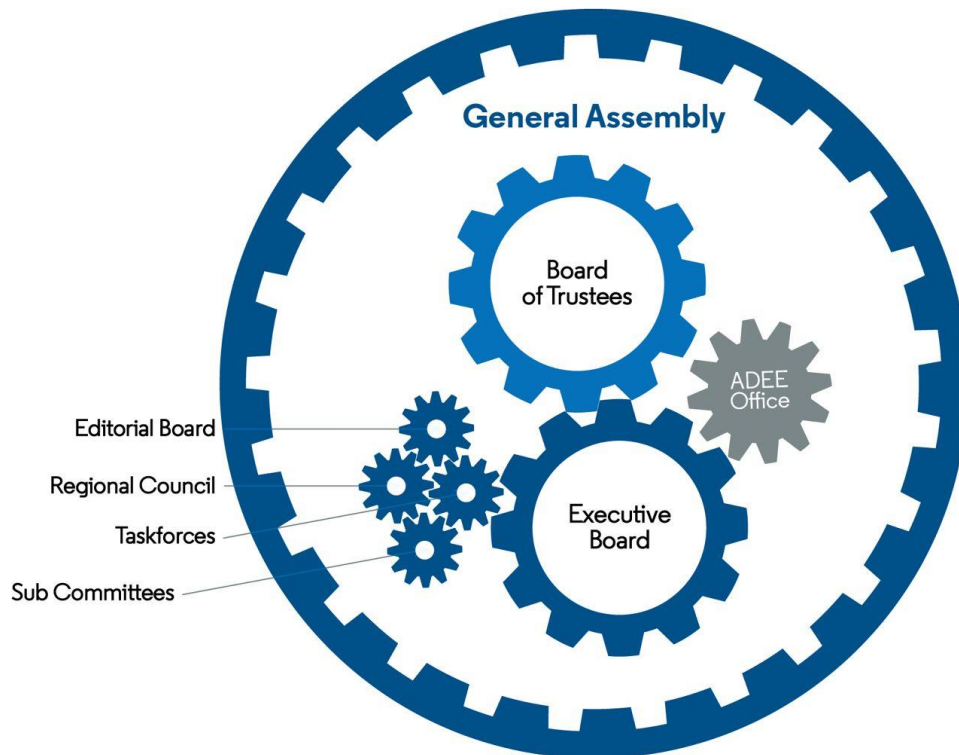 General Assembly
Board
of Trustees
ADEE
Office
Editorial Board
Regional Council
Taskforces
Sub Committees
Executive
Board